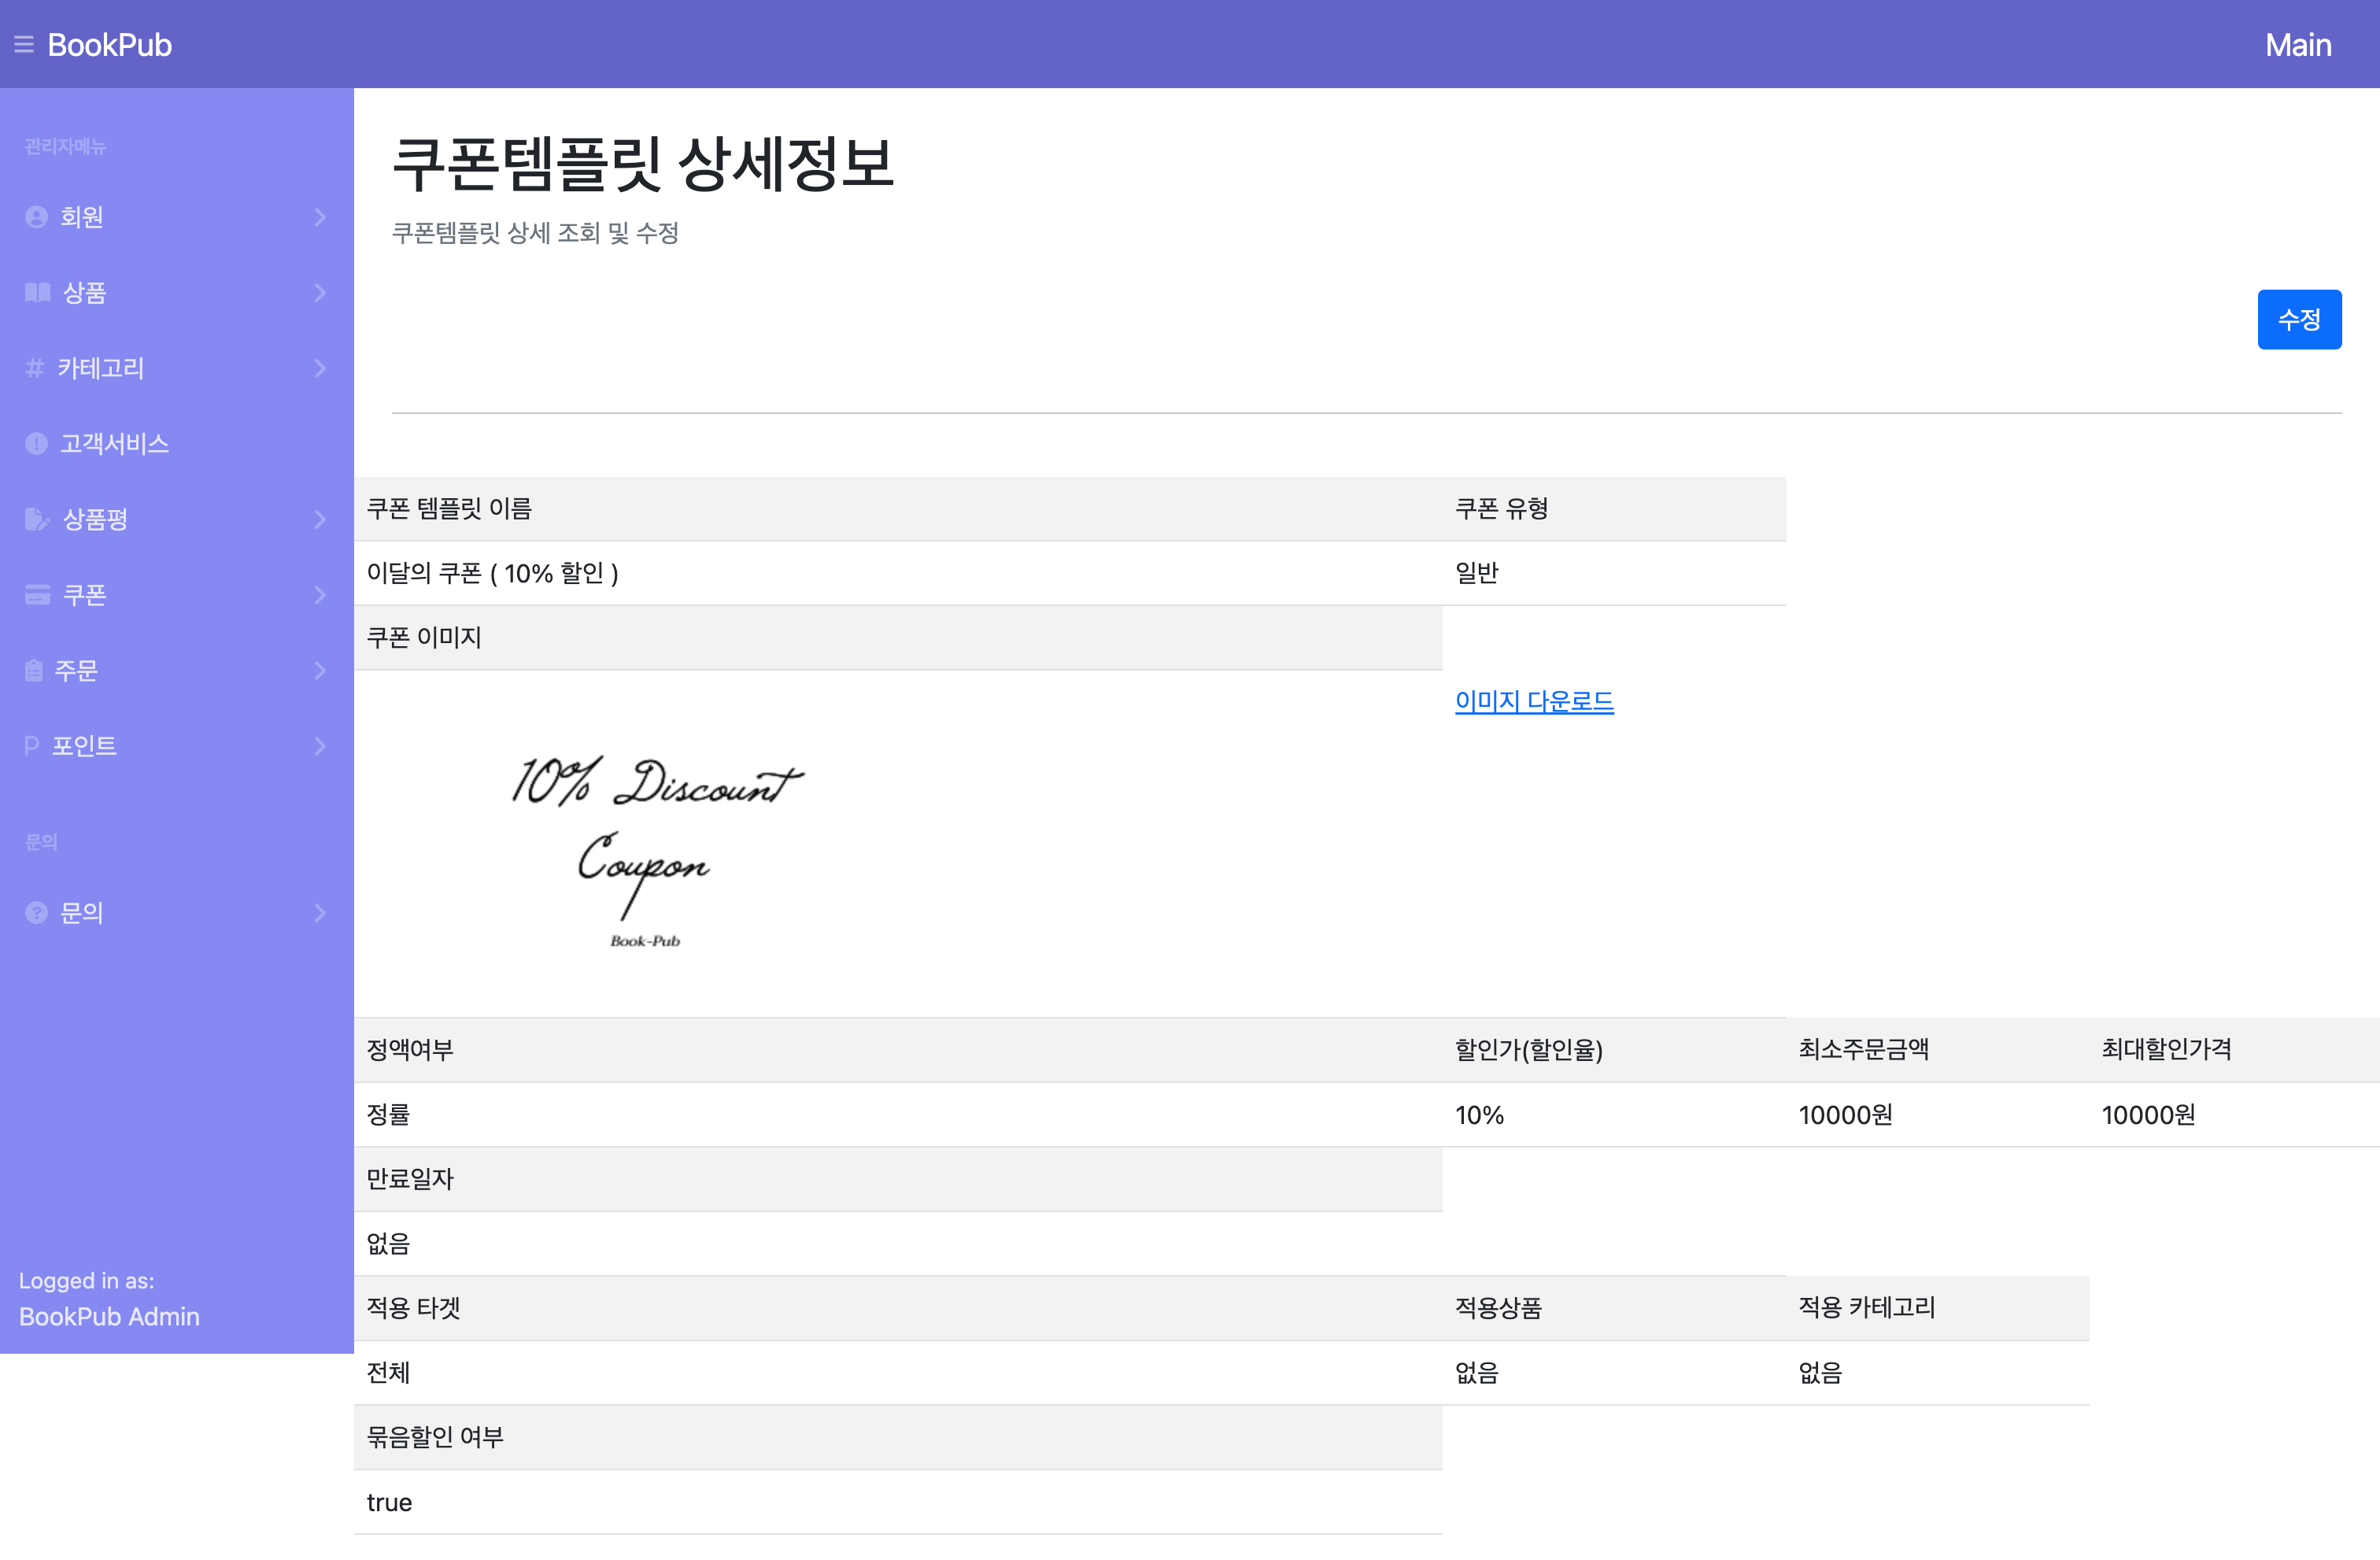 BookPub
Main
관리자메뉴
회원
상품
카테고리
고객서비스
상품평
쿠폰
주문
포인트
문의
문의
Logged in as:
BookPub Admin
쿠폰템플릿 상세정보
쿠폰템플릿 상세 조회 및 수정
수정
쿠폰 템플릿 이름 쿠폰 유형
이달의 쿠폰 ( 10% 할인 ) 일반
쿠폰 이미지
이미지 다운로드
10% Discount
Coupon
Book-Pub
정액여부 할인가(할인율) 최소주문금액 최대할인가격
정률 10% 10000원 10000원
만료일자
없음
적용 타겟 적용상품 적용 카테고리
전체 없음 없음
묶음할인 여부
true